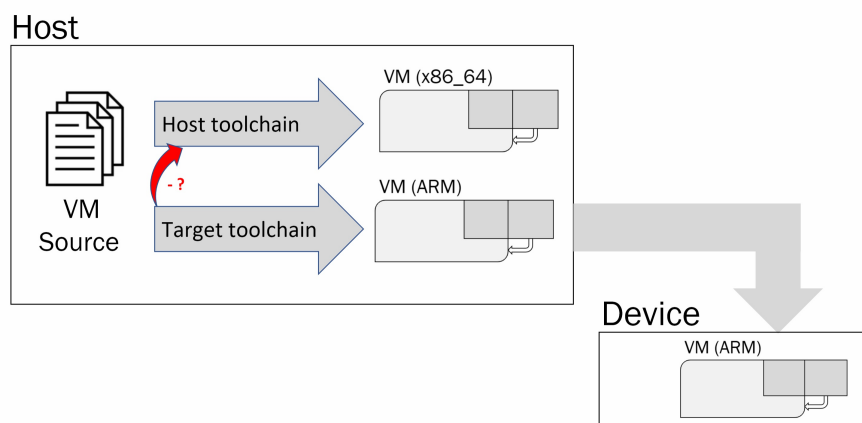 Host
VM (x86_64)
Host toolchain
- ?
VM (ARM)
VM
Source
Target toolchain
Device
VM (ARM)